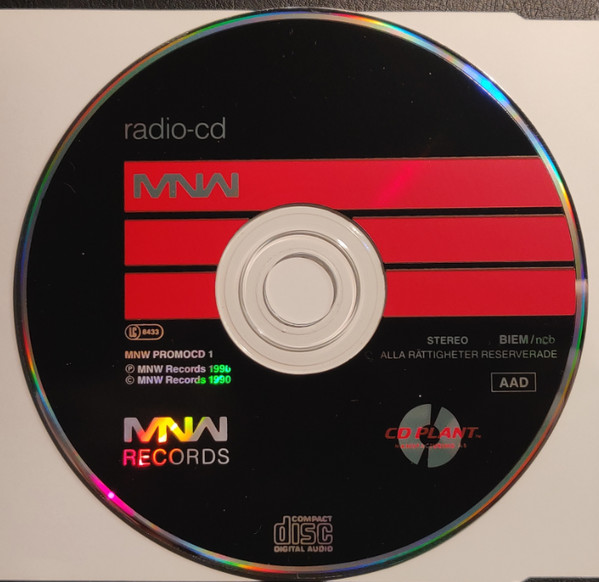 radio-cd
MNW
LC 6433
MNW PROMOCD 1
℗ MNW Records 1990
© MNW Records 1990
STEREO BIEM/ncb
ALLA RÄTTIGHETER RESERVERADE
AAD
MNW
RECORDS
CD PLANT™
COMPACT
disc
DIGITAL AUDIO